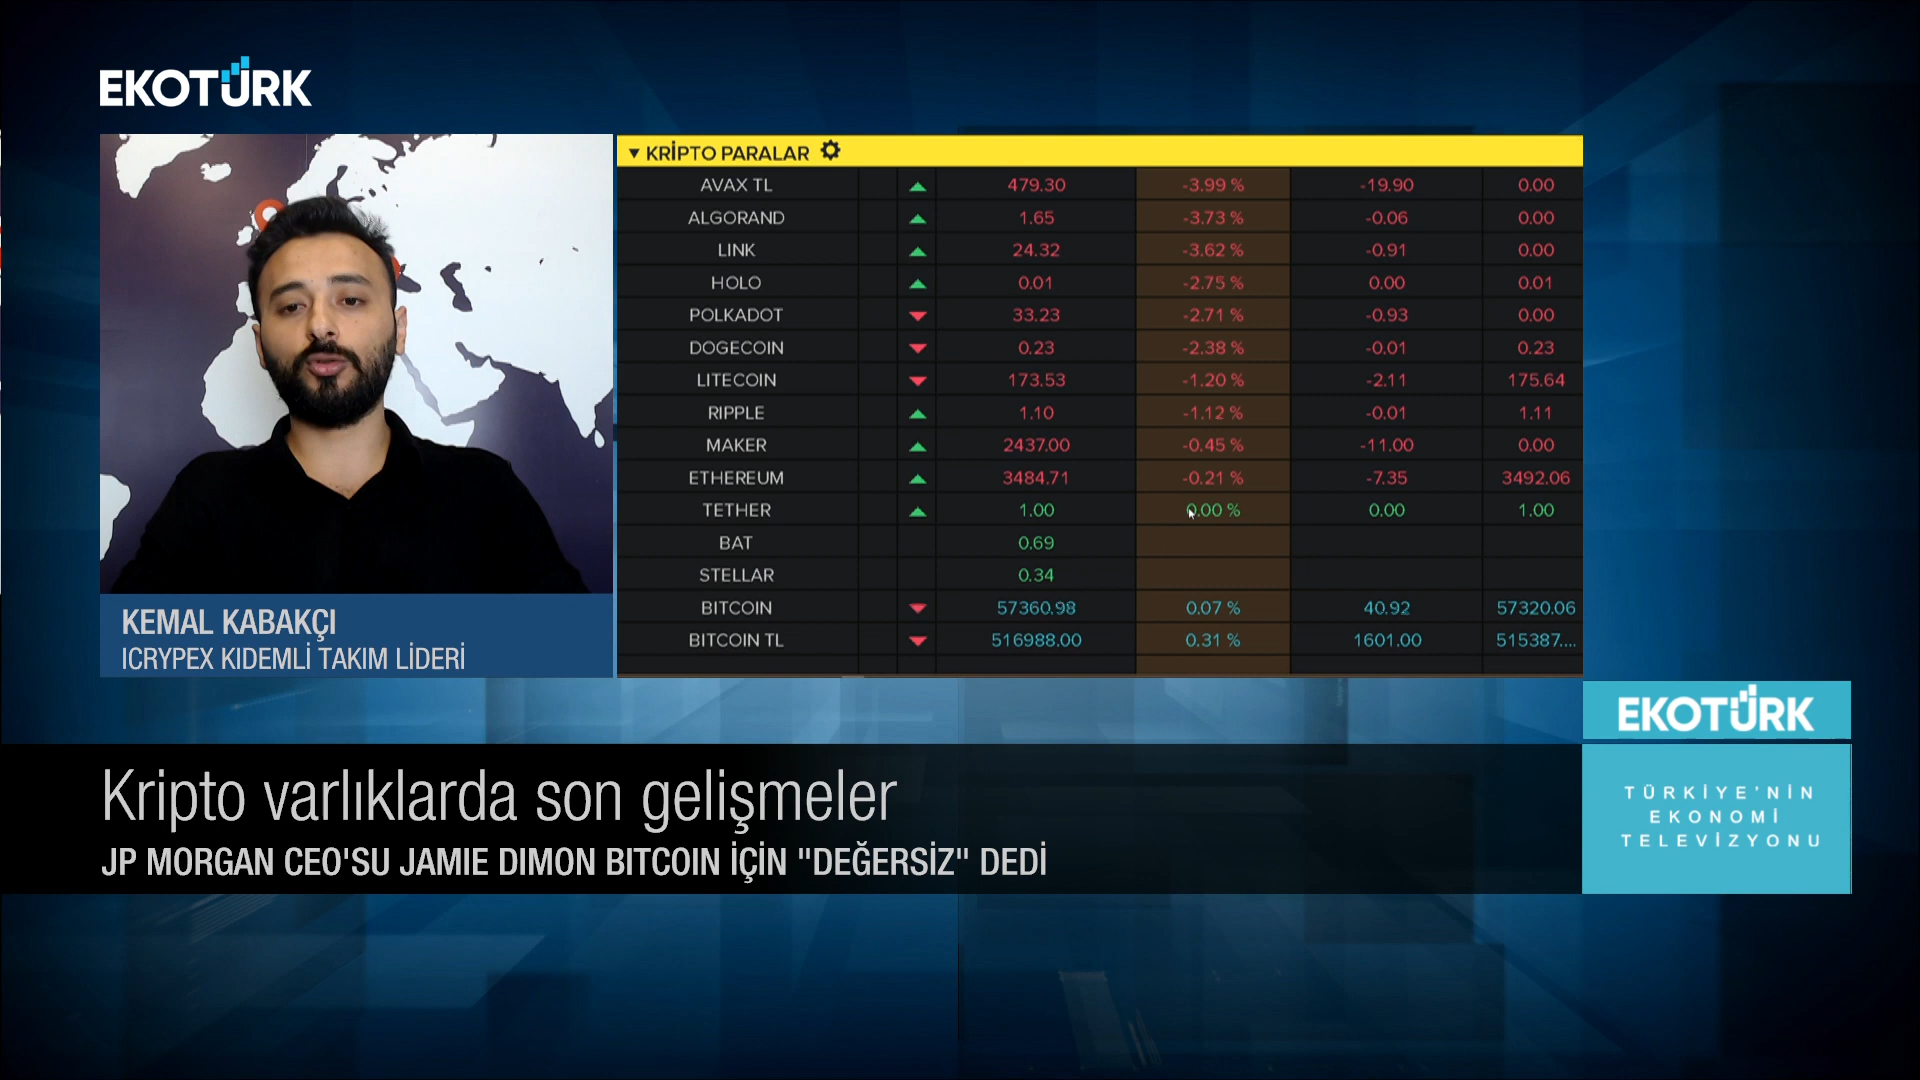 EKOTÜRK
▼ KRİPTO PARALAR
AVAX TL 479.30 -3.99 % -19.90 0.00
ALGORAND 1.65 -3.73 % -0.06 0.00
LINK 24.32 -3.62 % -0.91 0.00
HOLO 0.01 -2.75 % 0.00 0.01
POLKADOT 33.23 -2.71 % -0.93 0.00
DOGECOIN 0.23 -2.38 % -0.01 0.23
LITECOIN 173.53 -1.20 % -2.11 175.64
RIPPLE 1.10 -1.12 % -0.01 1.11
MAKER 2437.00 -0.45 % -11.00 0.00
ETHEREUM 3484.71 -0.21 % -7.35 3492.06
TETHER 1.00 0.00 % 0.00 1.00
BAT 0.69
STELLAR 0.34
BITCOIN 57360.98 0.07 % 40.92 57320.06
BITCOIN TL 516988.00 0.31 % 1601.00 515387....
KEMAL KABAKÇI
ICRYPEX KIDEMLİ TAKIM LİDERİ
EKOTÜRK
TÜRKİYE'NİN
EKONOMİ
TELEVİZYONU
Kripto varlıklarda son gelişmeler
JP MORGAN CEO'SU JAMIE DIMON BITCOIN İÇİN "DEĞERSİZ" DEDİ